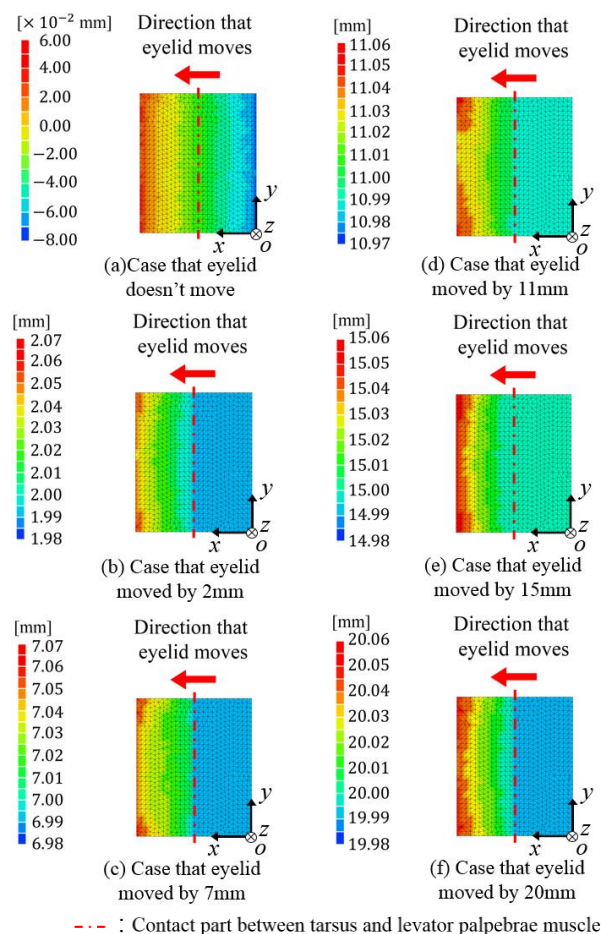 [× 10⁻² mm]
Direction that
eyelid moves
6.00
4.00
2.00
0.00
−2.00
−4.00
−6.00
−8.00
y
z
x
o
(a)Case that eyelid
doesn't move
[mm]
Direction that
eyelid moves
11.06
11.05
11.03
11.02
11.01
11.00
10.99
10.98
10.97
y
z
x
o
(d) Case that eyelid
moved by 11mm
[mm]
Direction that
eyelid moves
2.07
2.06
2.05
2.04
2.03
2.02
2.01
2.00
1.99
1.98
y
z
x
o
(b) Case that eyelid
moved by 2mm
[mm]
Direction that
eyelid moves
15.06
15.05
15.04
15.03
15.02
15.01
15.00
14.99
14.98
y
z
x
o
(e) Case that eyelid
moved by 15mm
[mm]
Direction that
eyelid moves
7.07
7.06
7.05
7.04
7.03
7.02
7.01
7.00
6.99
6.98
y
z
x
o
(c) Case that eyelid
moved by 7mm
[mm]
Direction that
eyelid moves
20.06
20.05
20.04
20.03
20.02
20.01
20.00
19.99
19.98
y
z
x
o
(f) Case that eyelid
moved by 20mm
: Contact part between tarsus and levator palpebrae muscle